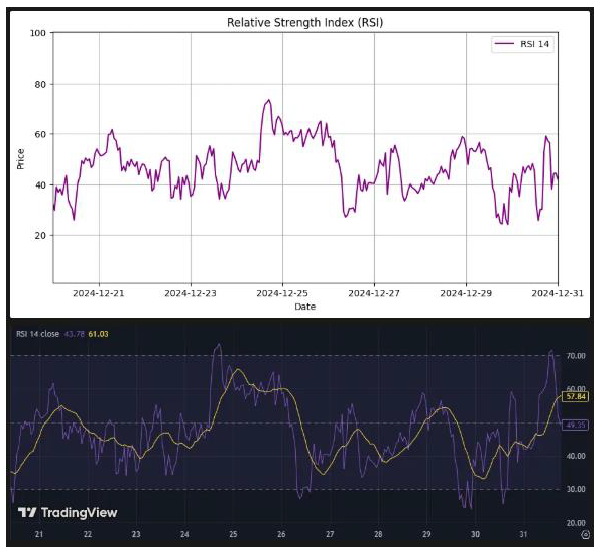 Relative Strength Index (RSI)
RSI 14
100
80
60
40
20
Price
2024-12-21 2024-12-23 2024-12-25 2024-12-27 2024-12-29 2024-12-31
Date
RSI 14 close 43.78 61.03
70.00
60.00
57.84
49.35
40.00
30.00
20.00
TradingView
21 22 23 24 25 26 27 28 29 30 31